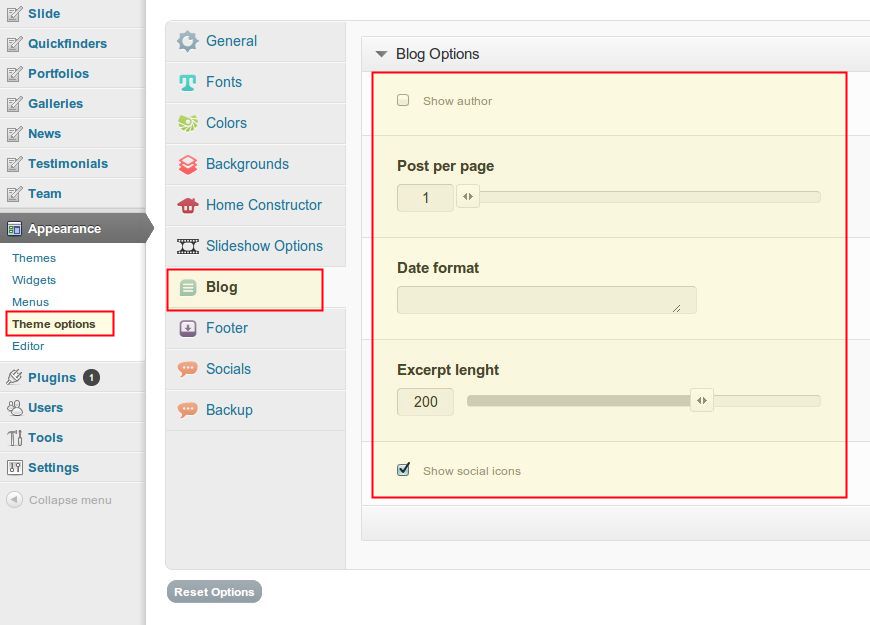 Slide
Quickfinders
Portfolios
Galleries
News
Testimonials
Team
Appearance
Themes
Widgets
Menus
Theme options
Editor
Plugins 1
Users
Tools
Settings
Collapse menu
General
Fonts
Colors
Backgrounds
Home Constructor
Slideshow Options
Blog
Footer
Socials
Backup
Blog Options
Show author
Post per page
1
Date format
Excerpt lenght
200
Show social icons
Reset Options